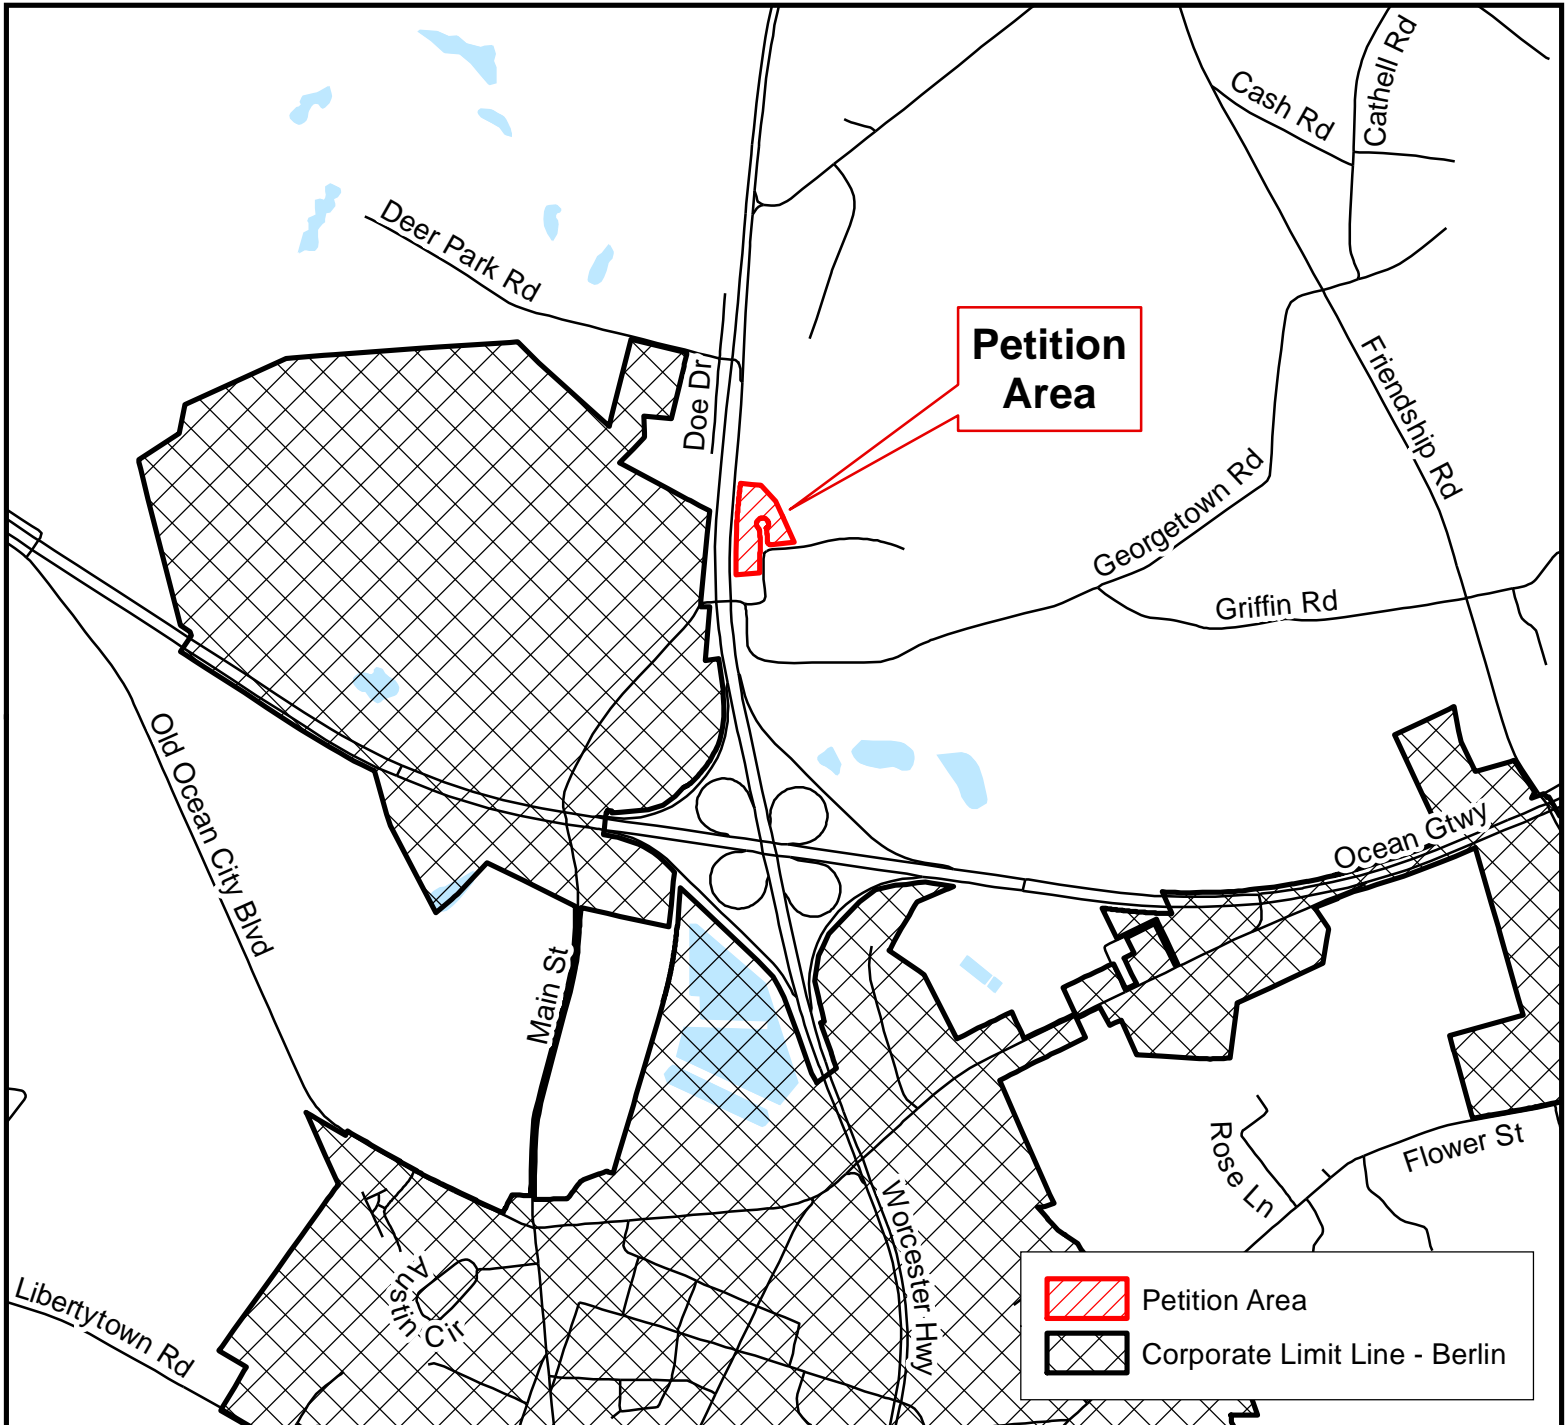 Cathell Rd
Cash Rd
Deer Park Rd
Petition
Area
Doe Dr
Friendship Rd
Georgetown Rd
Griffin Rd
Old Ocean City Blvd
Ocean Gtwy
Main St
Rose Ln
Flower St
Worcester Hwy
Austin Cir
Libertytown Rd
Petition Area
Corporate Limit Line - Berlin